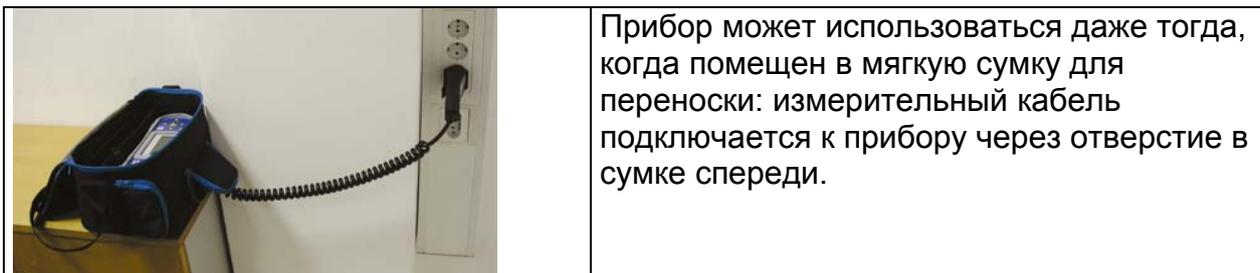 Прибор может использоваться даже тогда,
когда помещен в мягкую сумку для
переноски: измерительный кабель
подключается к прибору через отверстие в
сумке спереди.